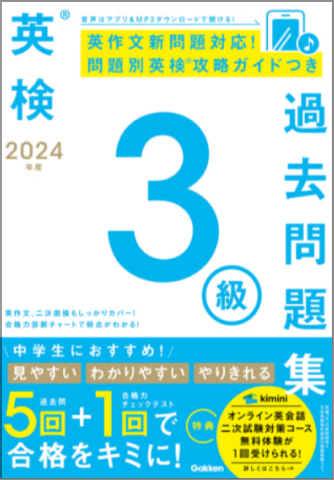 音声はアプリ&MP3ダウンロードで聞ける!
英作文新問題対応!
問題別英検®攻略ガイドつき
英検®
2024
年度
3級
過去問題集
英作文、二次面接もしっかりカバー!
合格力診断チャートで弱点がわかる!
中学生におすすめ!
見やすい わかりやすい やりきれる
過去問 合格力チェックテスト
5回+1回で
合格をキミに!
特典
kimini
オンライン英会話
二次試験対策コース
無料体験が
1回受けられる!
詳しくはこちら
Gakken